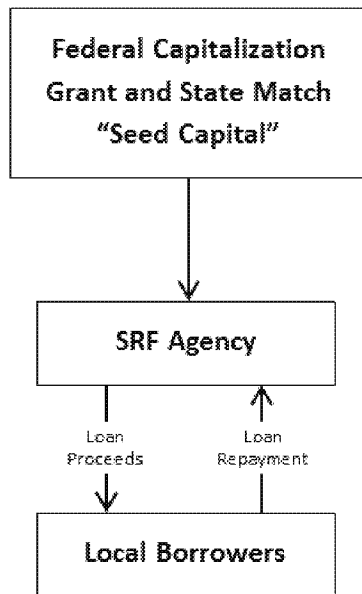 Federal Capitalization
Grant and State Match
“Seed Capital”
SRF Agency
Loan
Proceeds
Loan
Repayment
Local Borrowers